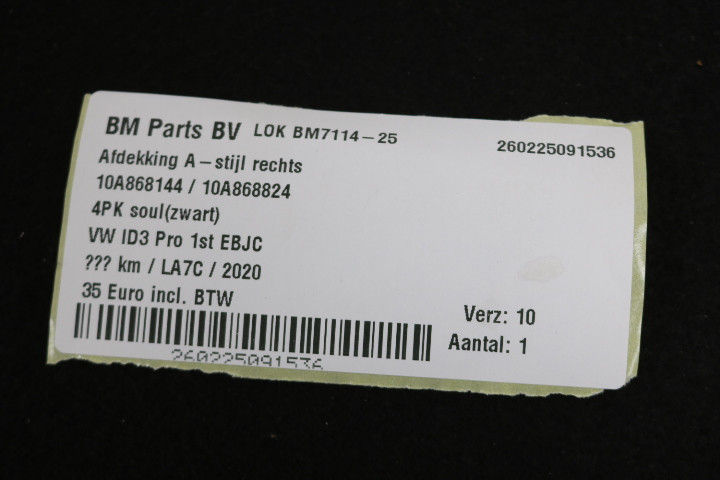 BM Parts BV LOK BM7114-25 260225091536
Afdekking A-stijl rechts
10A868144 / 10A868824
4PK soul(zwart)
VW ID3 Pro 1st EBJC
??? km / LA7C / 2020
35 Euro incl. BTW
Verz: 10
Aantal: 1
260225091536